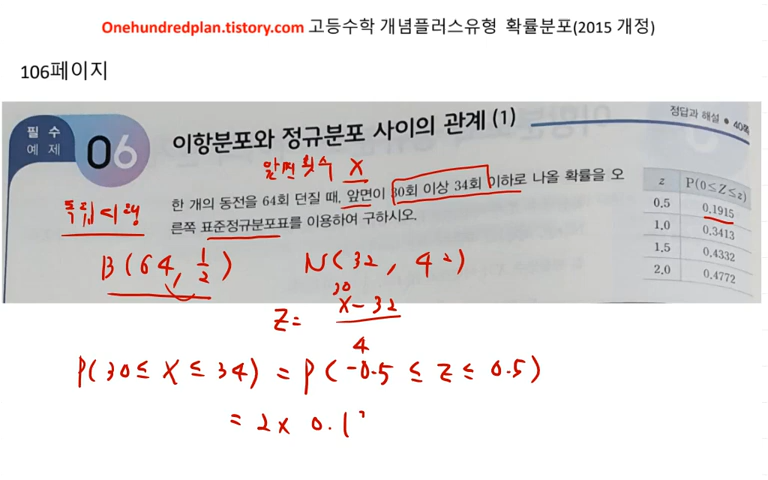 Onehundredplan.tistory.com 고등수학 개념플러스유형 확률분포(2015 개정)
106페이지
정답과 해설 • 40쪽
필 수
예 제
06
이항분포와 정규분포 사이의 관계 (1)
앞면 횟수 X
한 개의 동전을 64회 던질 때, 앞면이 30회 이상 34회 이하로 나올 확률을 오
른쪽 표준정규분포표를 이용하여 구하시오.
독립시행
z P(0≤Z≤z)
0.5 0.1915
1.0 0.3413
1.5 0.4332
2.0 0.4772
B(64, 1/2) N(32, 4²)
30
Z= X-32
4
P(30≤ X ≤ 34) = P(-0.5 ≤ Z ≤ 0.5)
= 2× 0.1